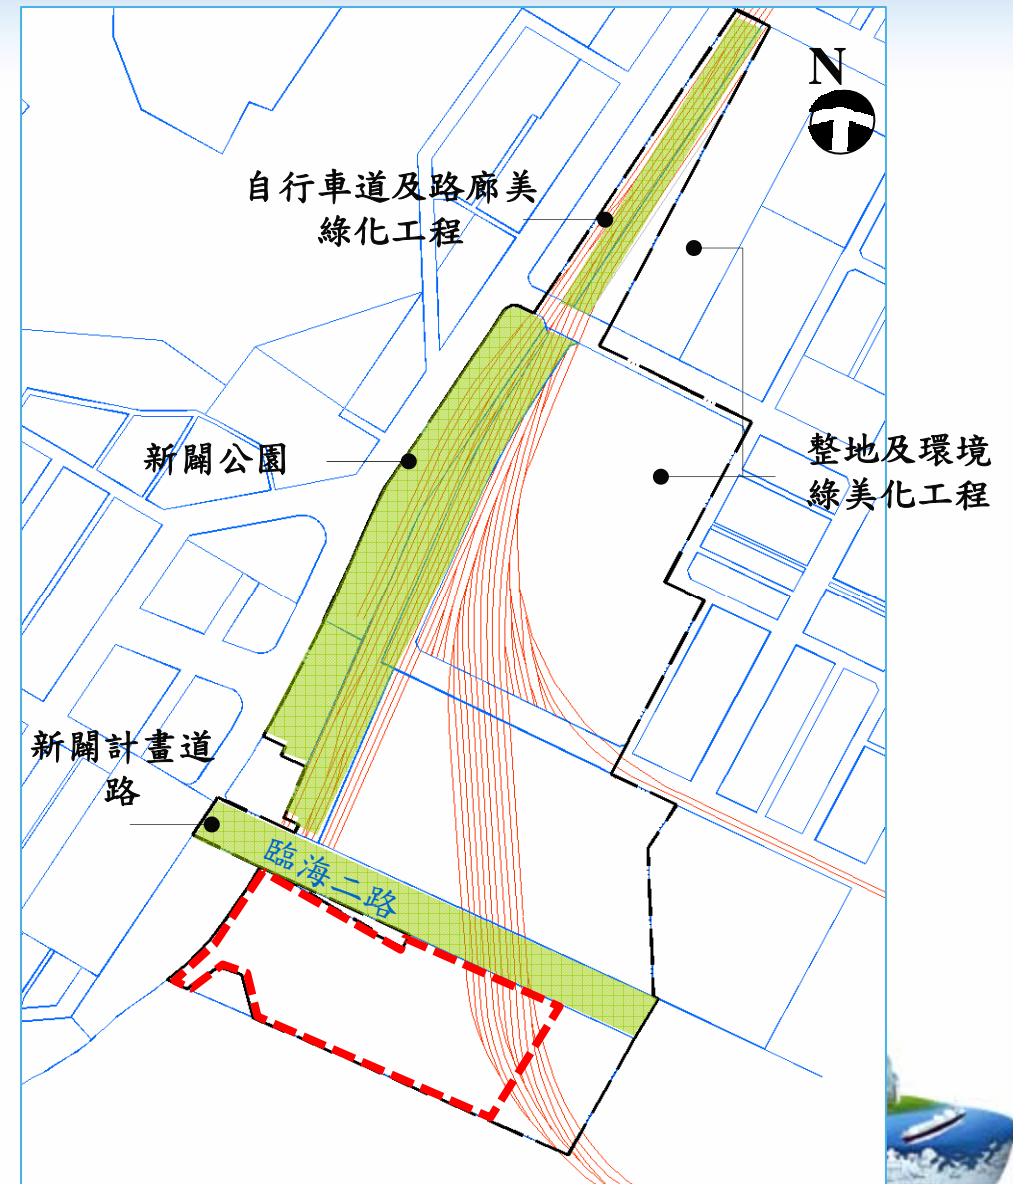 N
自行車道及路廊美
綠化工程
新闢公園
整地及環境
綠美化工程
新闢計畫道
路
臨海二路